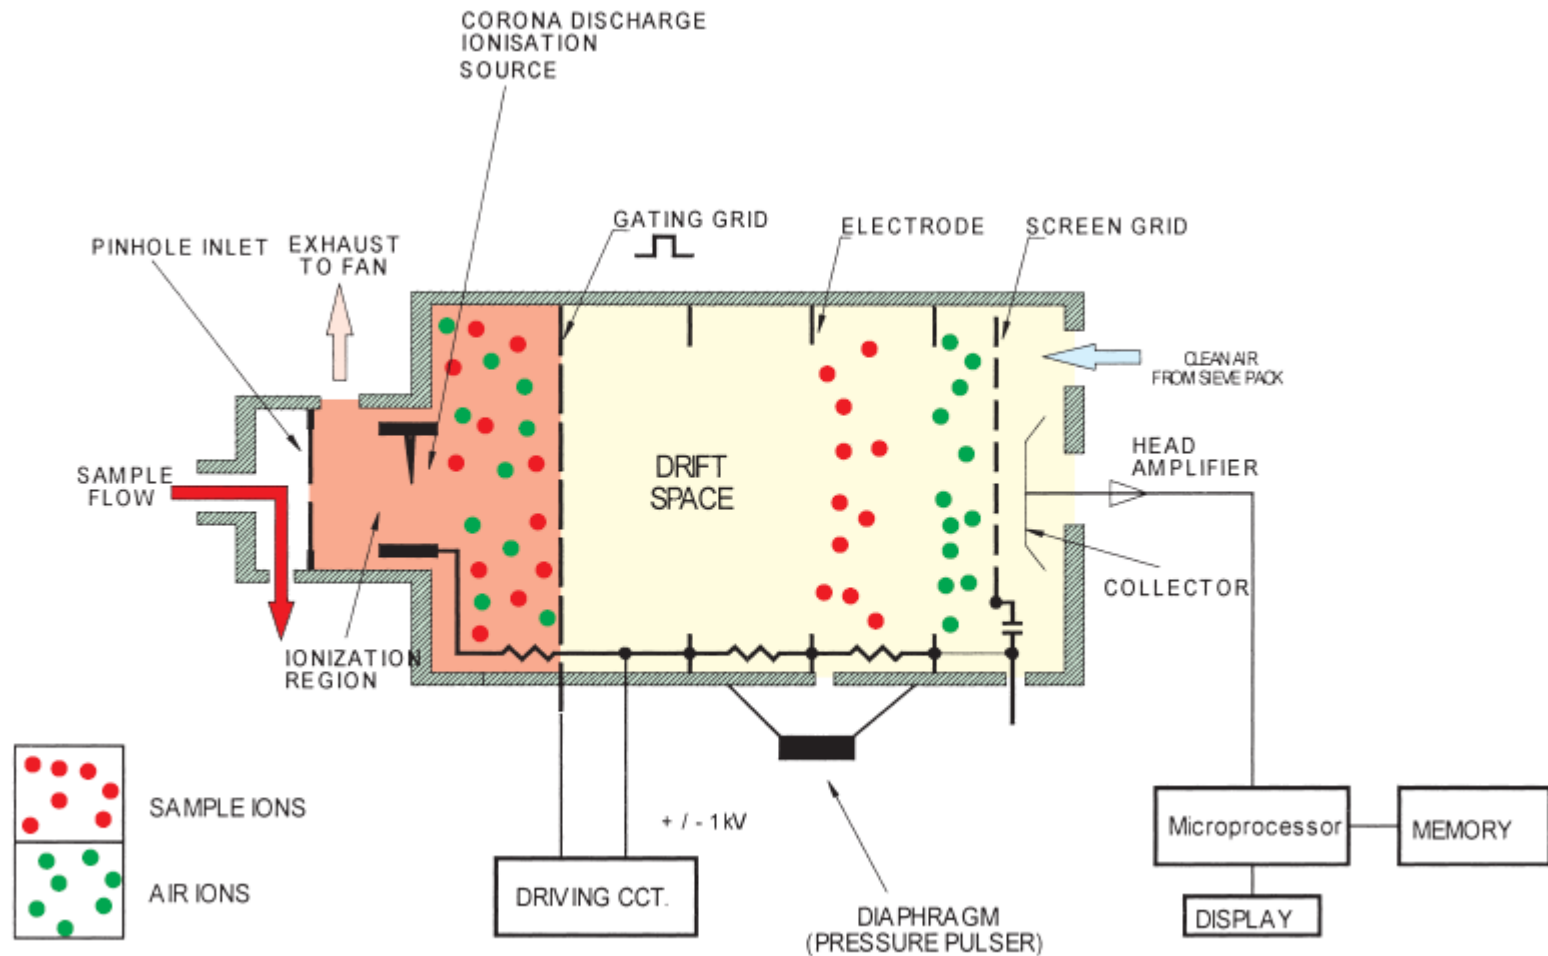 CORONA DISCHARGE
IONISATION
SOURCE
PINHOLE INLET
EXHAUST
TO FAN
GATING GRID
ELECTRODE
SCREEN GRID
CLEAN AIR
FROM SIEVE PACK
SAMPLE
FLOW
DRIFT
SPACE
HEAD
AMPLIFIER
COLLECTOR
IONIZATION
REGION
SAMPLE IONS
AIR IONS
+ / - 1kV
DRIVING CCT.
DIAPHRAGM
(PRESSURE PULSER)
Microprocessor
MEMORY
DISPLAY